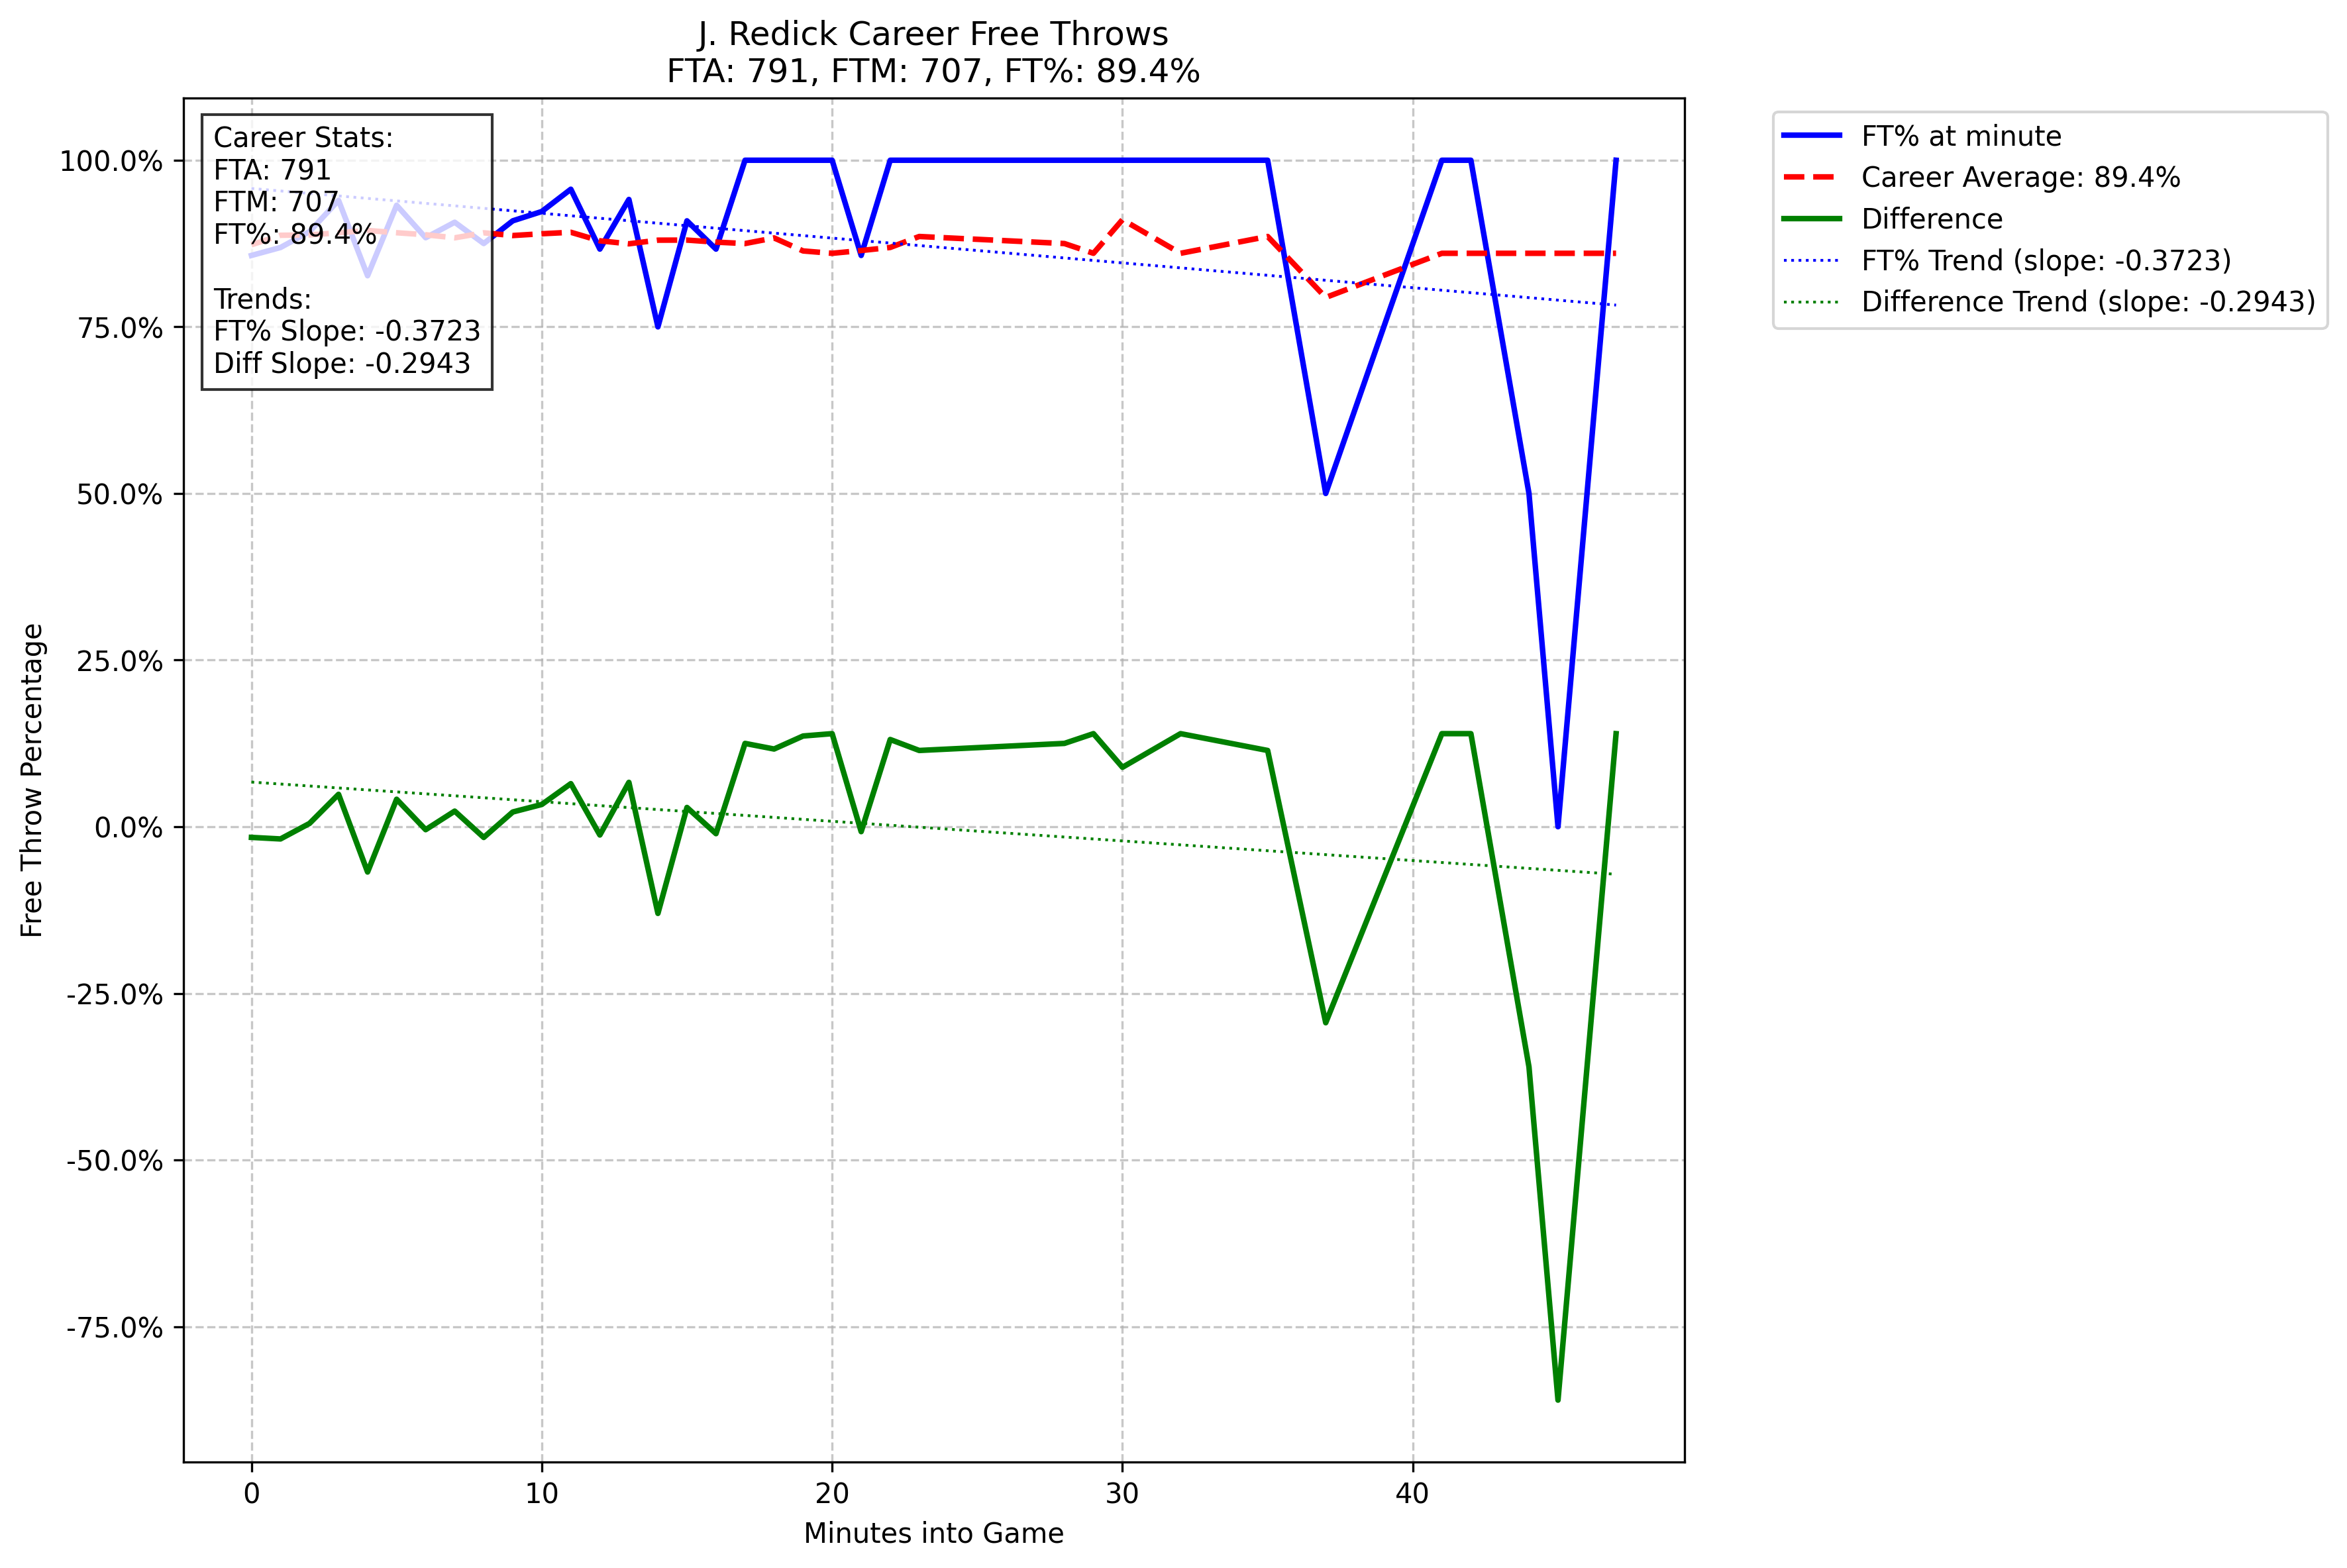 J. Redick Career Free Throws
FTA: 791, FTM: 707, FT%: 89.4%
Career Stats:
FTA: 791
FTM: 707
FT%: 89.4%
Trends:
FT% Slope: -0.3723
Diff Slope: -0.2943
FT% at minute
Career Average: 89.4%
Difference
FT% Trend (slope: -0.3723)
Difference Trend (slope: -0.2943)
Free Throw Percentage
100.0%
75.0%
50.0%
25.0%
0.0%
-25.0%
-50.0%
-75.0%
0
10
20
30
40
Minutes into Game